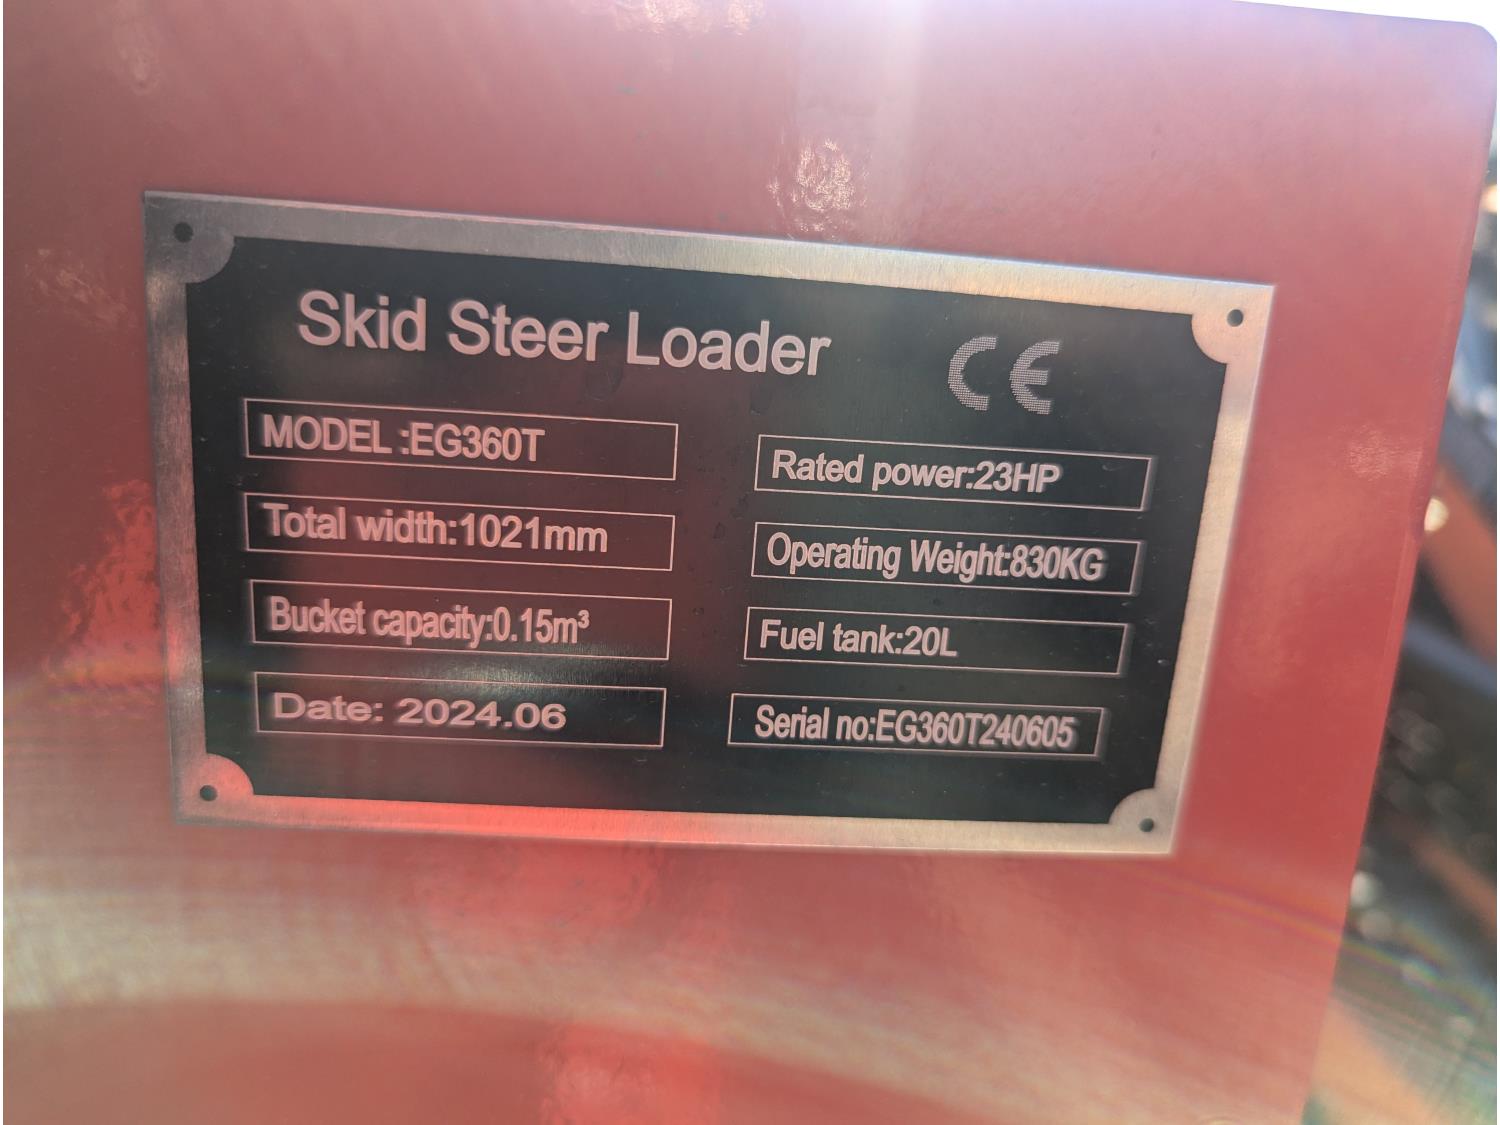 Skid Steer Loader
CE
MODEL :EG360T
Rated power:23HP
Total width:1021mm
Operating Weight:830KG
Bucket capacity:0.15m³
Fuel tank:20L
Date: 2024.06
Serial no:EG360T240605